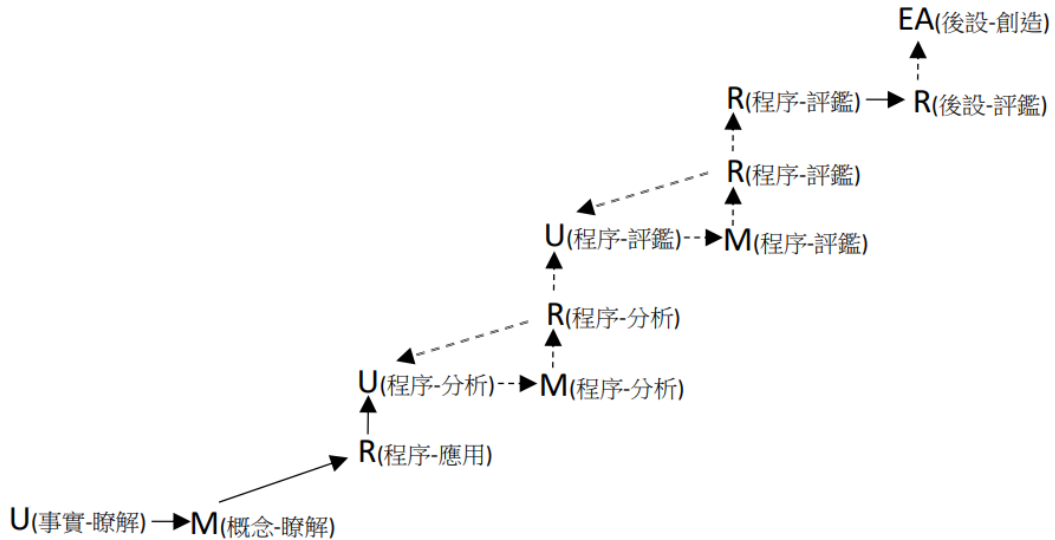 EA(後設-創造)
R(程序-評鑑) R(後設-評鑑)
R(程序-評鑑)
U(程序-評鑑) M(程序-評鑑)
R(程序-分析)
U(程序-分析) M(程序-分析)
R(程序-應用)
U(事實-瞭解) M(概念-瞭解)